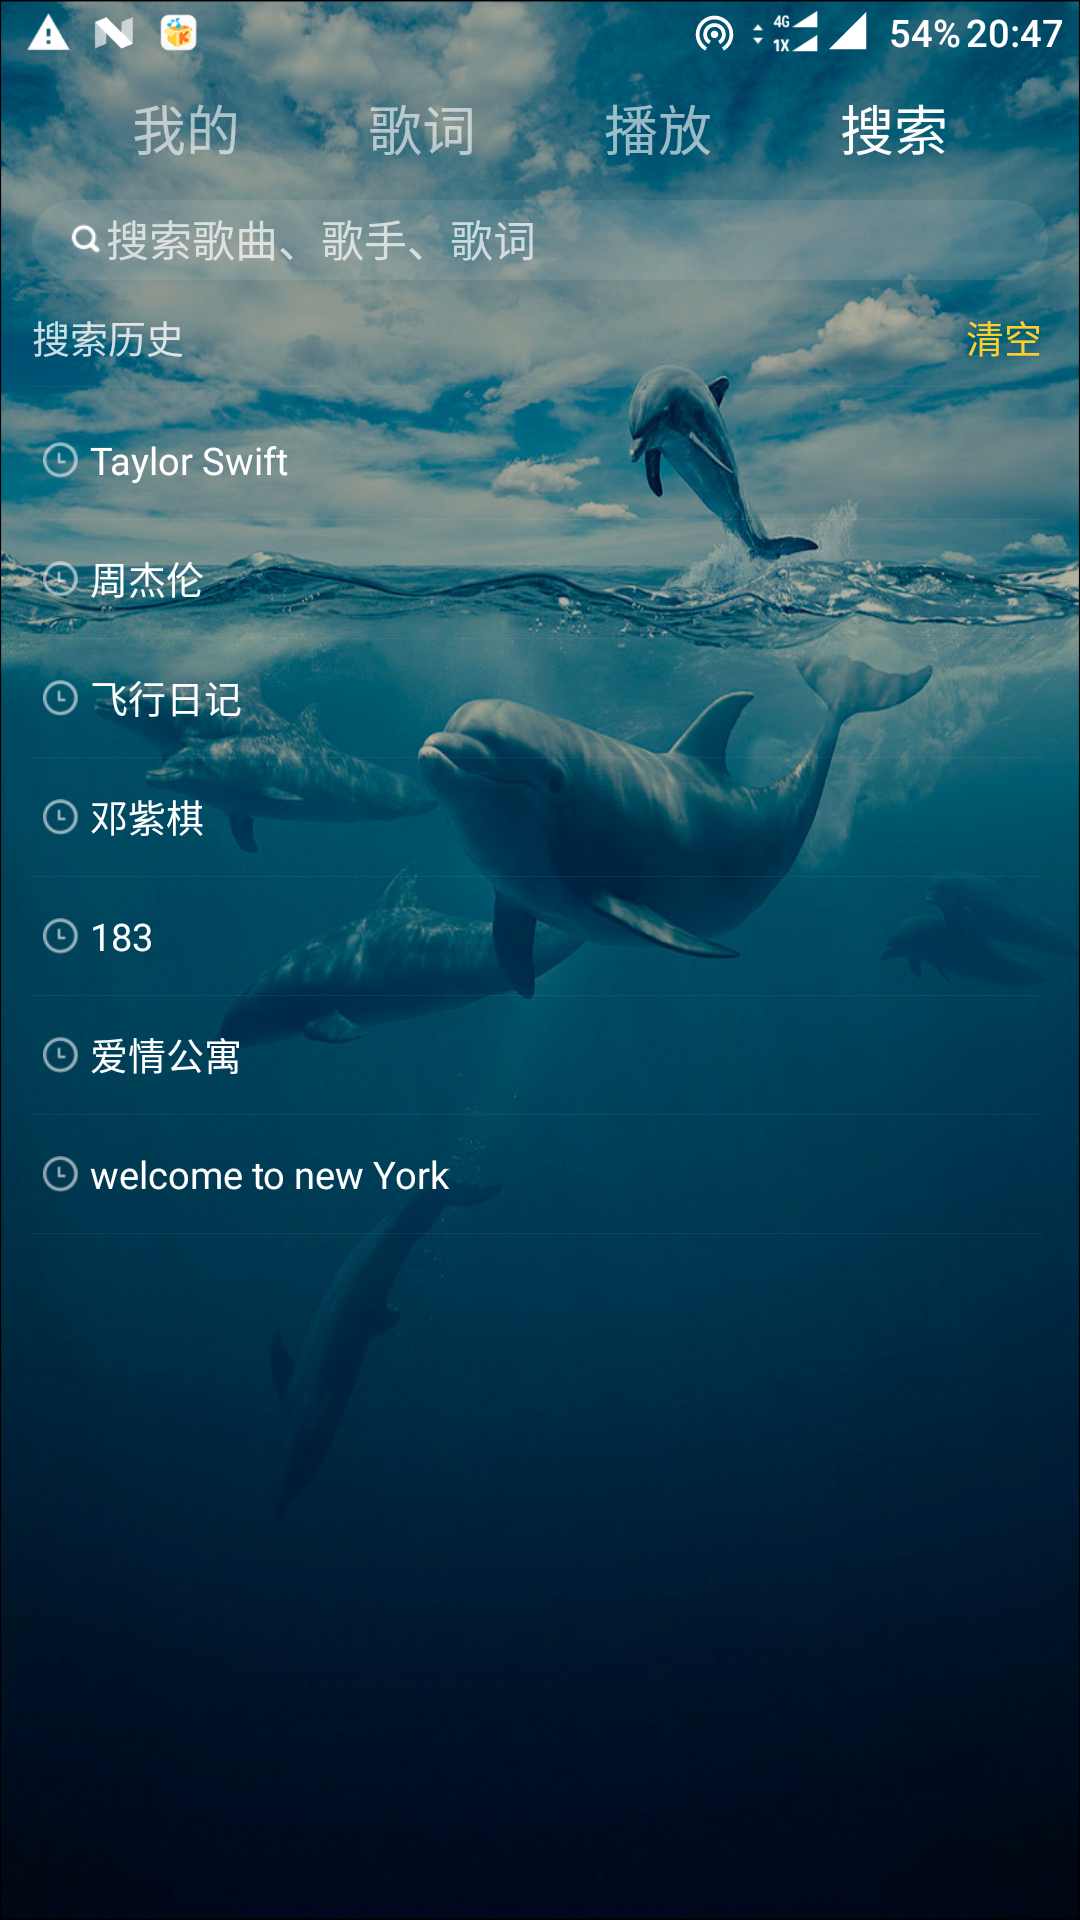 4G 1X 54% 20:47
我的 歌词 播放 搜索
搜索歌曲、歌手、歌词
搜索历史 清空
Taylor Swift
周杰伦
飞行日记
邓紫棋
183
爱情公寓
welcome to new York